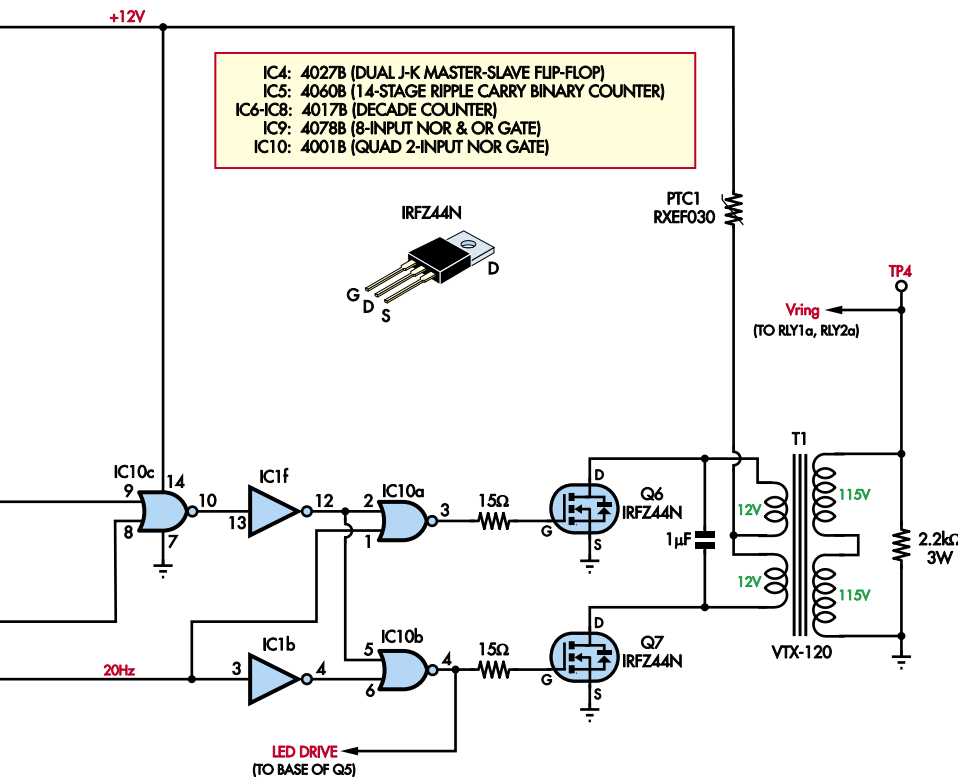 +12V
IC4: 4027B (DUAL J-K MASTER-SLAVE FLIP-FLOP)
IC5: 4060B (14-STAGE RIPPLE CARRY BINARY COUNTER)
IC6-IC8: 4017B (DECADE COUNTER)
IC9: 4078B (8-INPUT NOR & OR GATE)
IC10: 4001B (QUAD 2-INPUT NOR GATE)
PTC1
RXEF030
IRFZ44N
D
G
D
S
TP4
Vring
(TO RLY1a, RLY2a)
T1
IC10c
9
14
10
8
7
IC1f
13
12
IC10a
2
3
1
15Ω
D
G
S
Q6
IRFZ44N
1µF
12V
115V
12V
115V
2.2kΩ
3W
VTX-120
20Hz
IC1b
3
4
IC10b
5
4
6
15Ω
D
G
S
Q7
IRFZ44N
LED DRIVE
(TO BASE OF Q5)